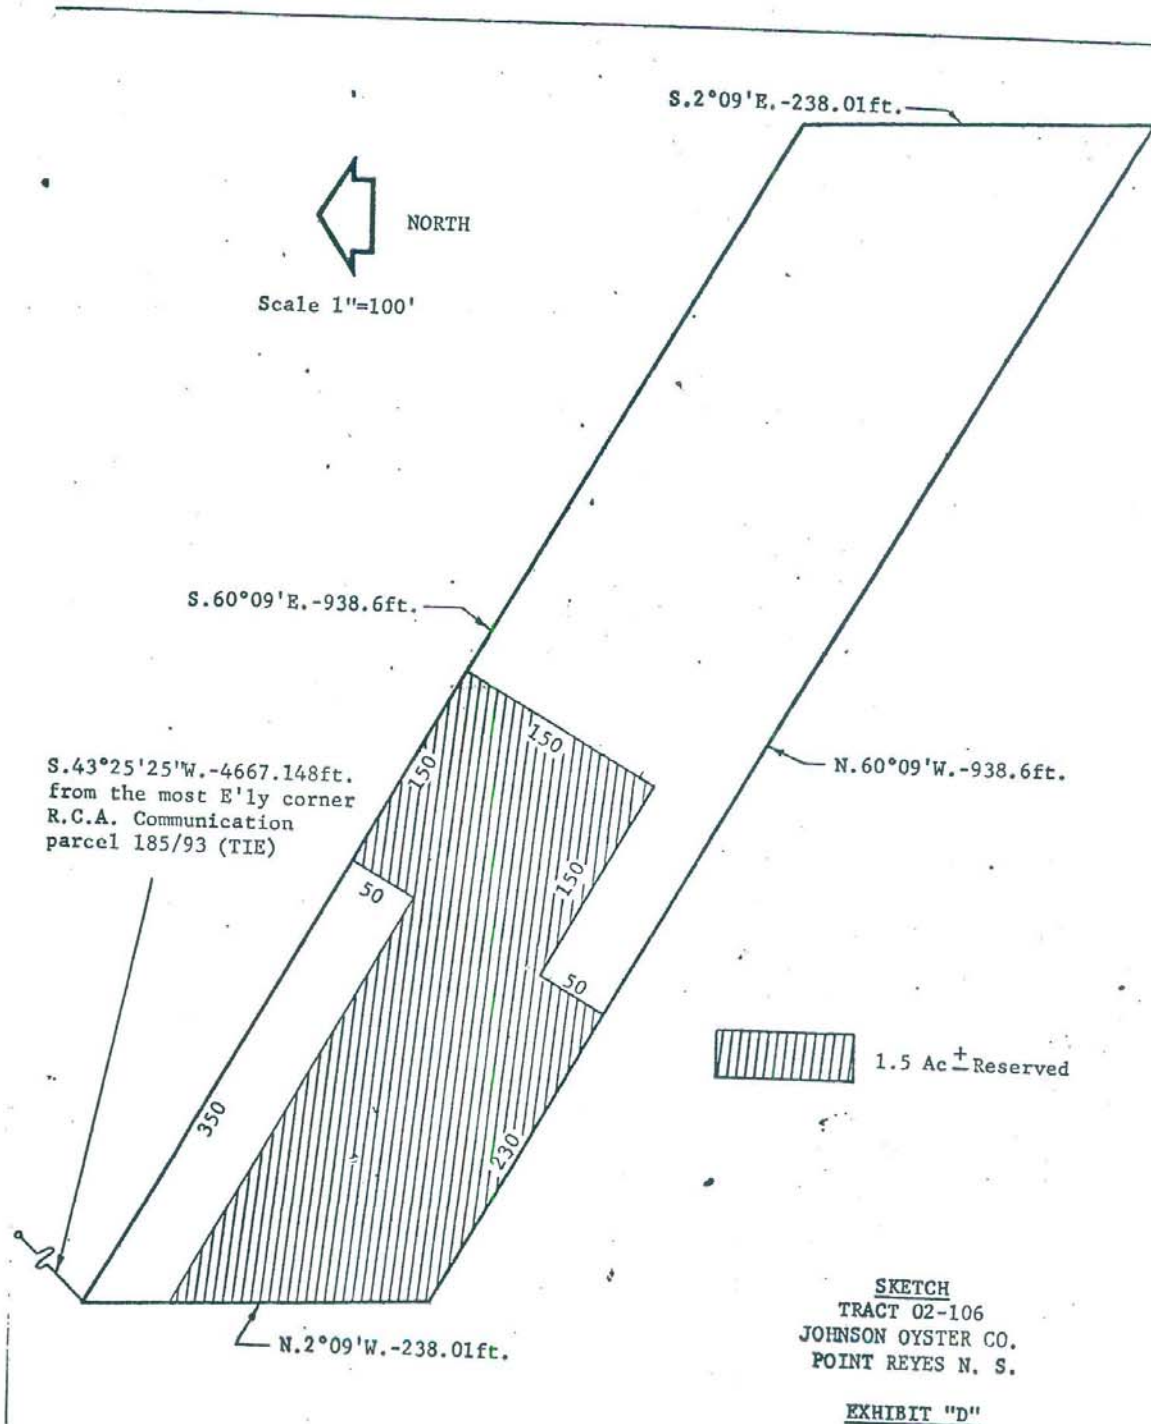 S.2°09'E.-238.01ft.
NORTH
Scale 1"=100'
S.60°09'E.-938.6ft.
150
150
S.43°25'25"W.-4667.148ft.
from the most E'ly corner
R.C.A. Communication
parcel 185/93 (TIE)
N.60°09'W.-938.6ft.
50
150
50
1.5 Ac ± Reserved
350
230
N.2°09'W.-238.01ft.
SKETCH
TRACT 02-106
JOHNSON OYSTER CO.
POINT REYES N. S.
EXHIBIT "D"